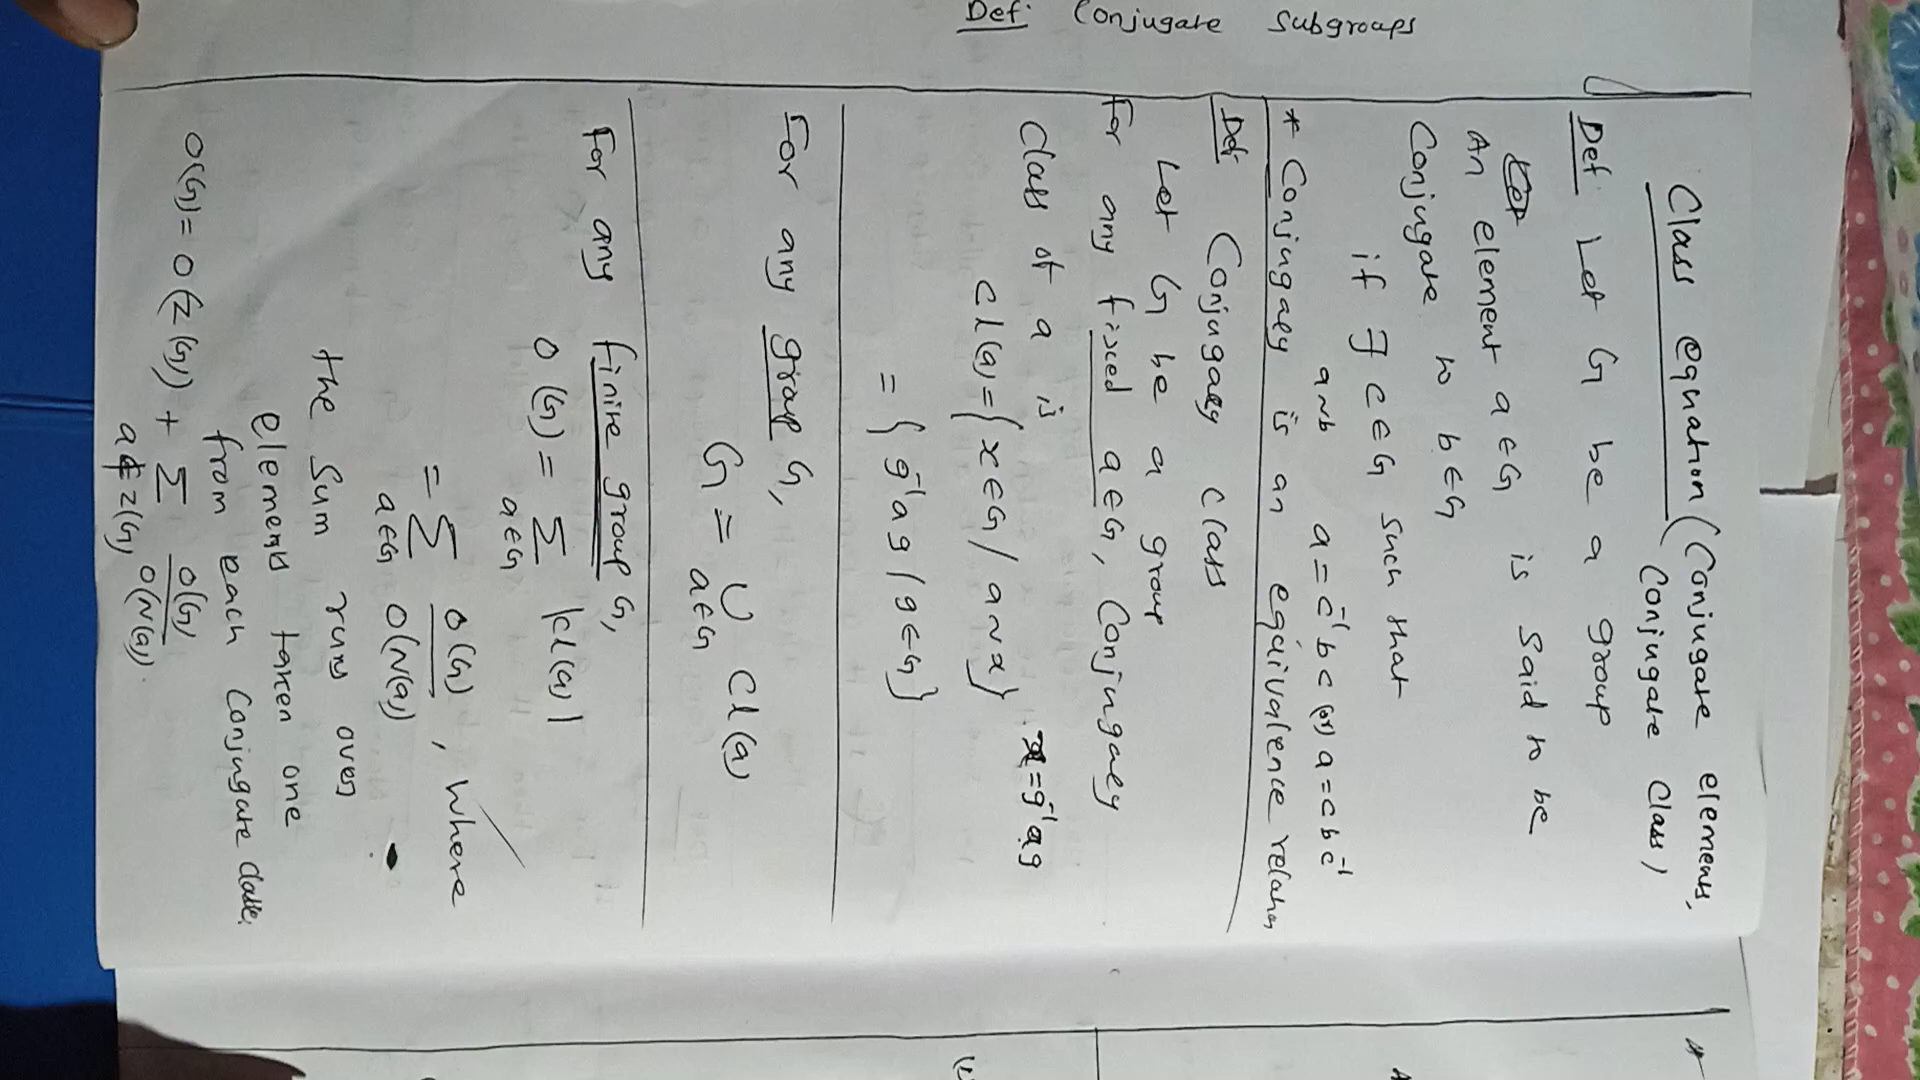 Def: Conjugate Subgroups
Class equation (Conjugate elements,
Conjugate class)
Def: Let G be a group
An element a ∈ G is said to be
Conjugate to b ∈ G
if ∃ c ∈ G such that
a~b a = c⁻¹bc (or) a = cbc⁻¹
* Conjugacy is an equivalence relation
Def: Conjugacy class
Let G be a group
For any fixed a ∈ G, Conjugacy
Class of a is
cl(a) = {x ∈ G / a~x} x = g⁻¹ag
= {g⁻¹ag / g ∈ G}
For any group G,
G = ∪ cl(a)
a ∈ G
For any finite group G,
O(G) = Σ |cl(a)|
a ∈ G
= Σ O(G)/O(N(a)), where
a ∈ G
the sum runs over
elements taken one
from each Conjugate class.
O(G) = O(Z(G)) + Σ O(G)/O(N(a)).
a ∉ Z(G)